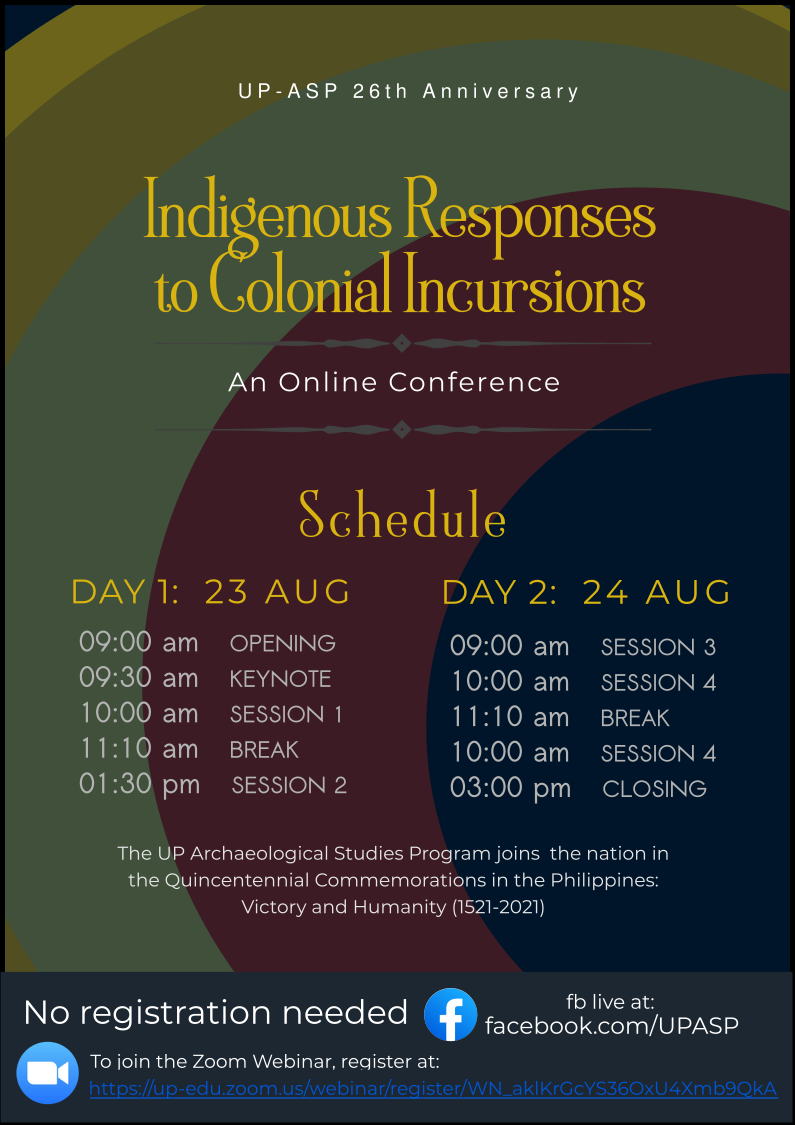 UP-ASP 26th Anniversary
Indigenous Responses
to Colonial Incursions
An Online Conference
Schedule
DAY 1: 23 AUG
09:00 am OPENING
09:30 am KEYNOTE
10:00 am SESSION 1
11:10 am BREAK
01:30 pm SESSION 2
DAY 2: 24 AUG
09:00 am SESSION 3
10:00 am SESSION 4
11:10 am BREAK
10:00 am SESSION 4
03:00 pm CLOSING
The UP Archaeological Studies Program joins the nation in
the Quincentennial Commemorations in the Philippines:
Victory and Humanity (1521-2021)
No registration needed
fb live at:
facebook.com/UPASP
To join the Zoom Webinar, register at:
https://up-edu.zoom.us/webinar/register/WN_aklKrGcYS36OxU4Xmb9QkA